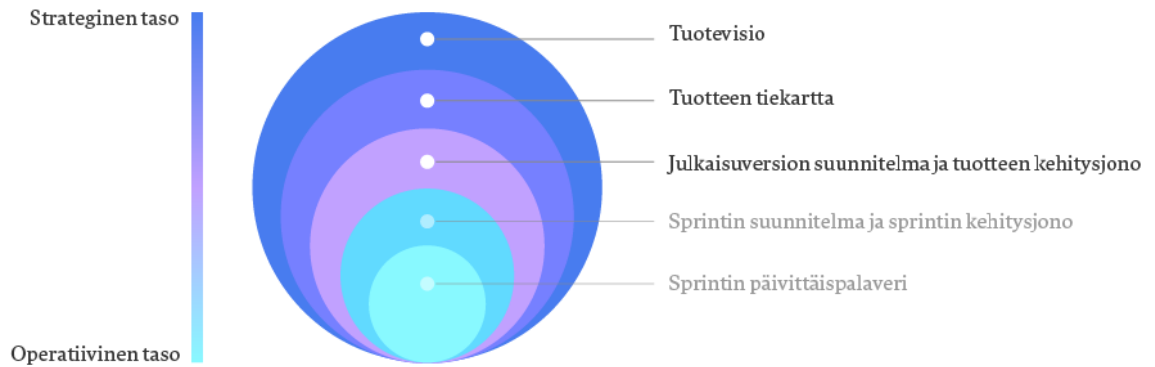 Strateginen taso
Tuotevisio
Tuotteen tiekartta
Julkaisuversion suunnitelma ja tuotteen kehitysjono
Sprintin suunnitelma ja sprintin kehitysjono
Sprintin päivittäispalaveri
Operatiivinen taso